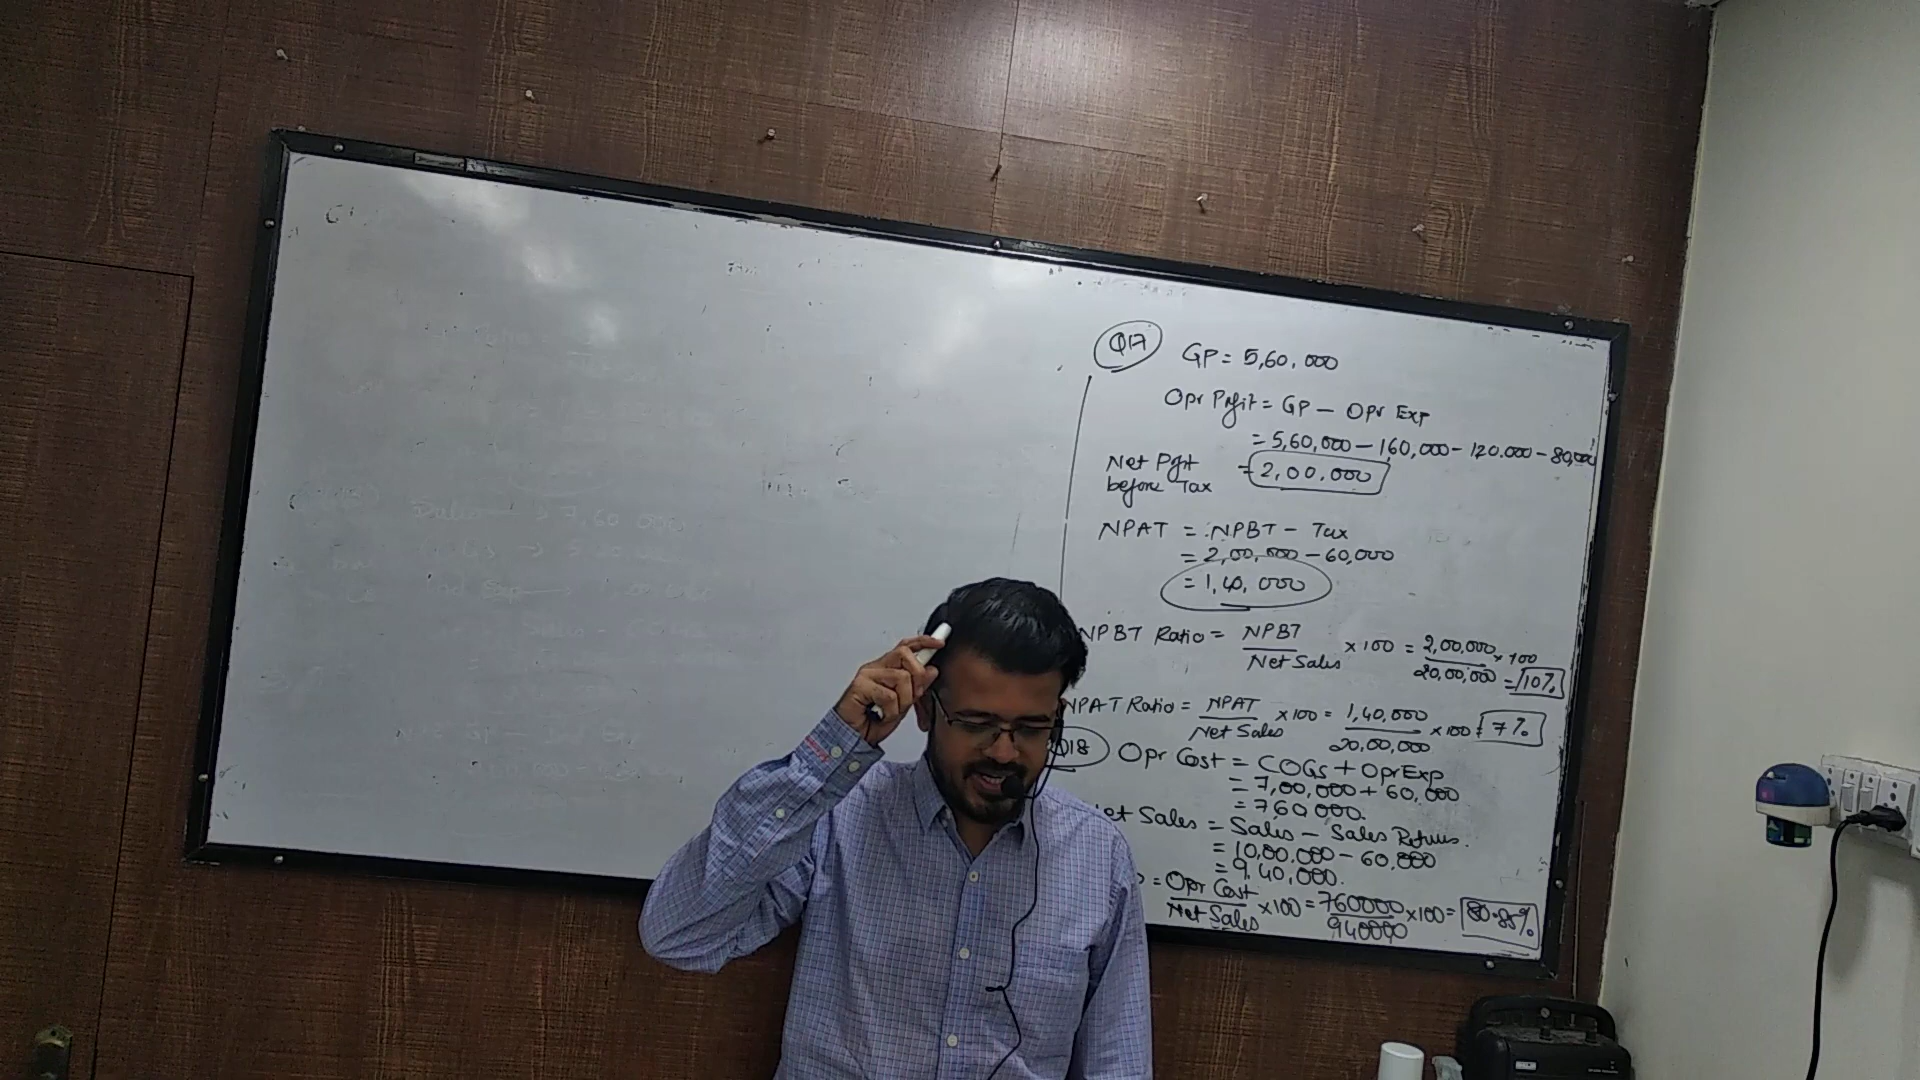 Q17 GP = 5,60,000
Opr Profit = GP - Opr Exp
= 5,60,000 - 160,000 - 120.000 - 80,000
Net Pft before Tax = 2,00,000
NPAT = NPBT - Tax
= 2,00,000 - 60,000
= 1,40,000
NPBT Ratio = NPBT / Net Sales × 100 = 2,00,000 / 20,00,000 × 100 = 10%
NPAT Ratio = NPAT / Net Sales × 100 = 1,40,000 / 20,00,000 × 100 = 7%
Q18 Opr Cost = COGS + Opr Exp
= 7,00,000 + 60,000
= 760000.
et Sales = Sales - Sales Returns.
= 10,00,000 - 60,000
= 9,40,000.
= Opr Cost / Net Sales × 100 = 760000 / 940000 × 100 = 80.85%